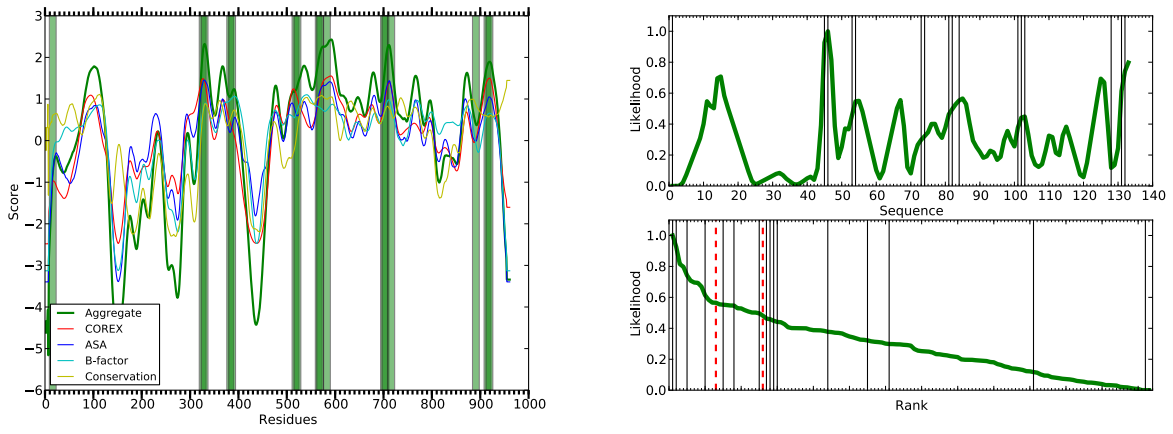 3
2
1
0
−1
−2
−3
−4
−5
−6
Score
Aggregate
COREX
ASA
B-factor
Conservation
0 100 200 300 400 500 600 700 800 900 1000
Residues
1.0
0.8
0.6
0.4
0.2
0.0
Likelihood
0 10 20 30 40 50 60 70 80 90 100 110 120 130 140
Sequence
1.0
0.8
0.6
0.4
0.2
0.0
Likelihood
Rank